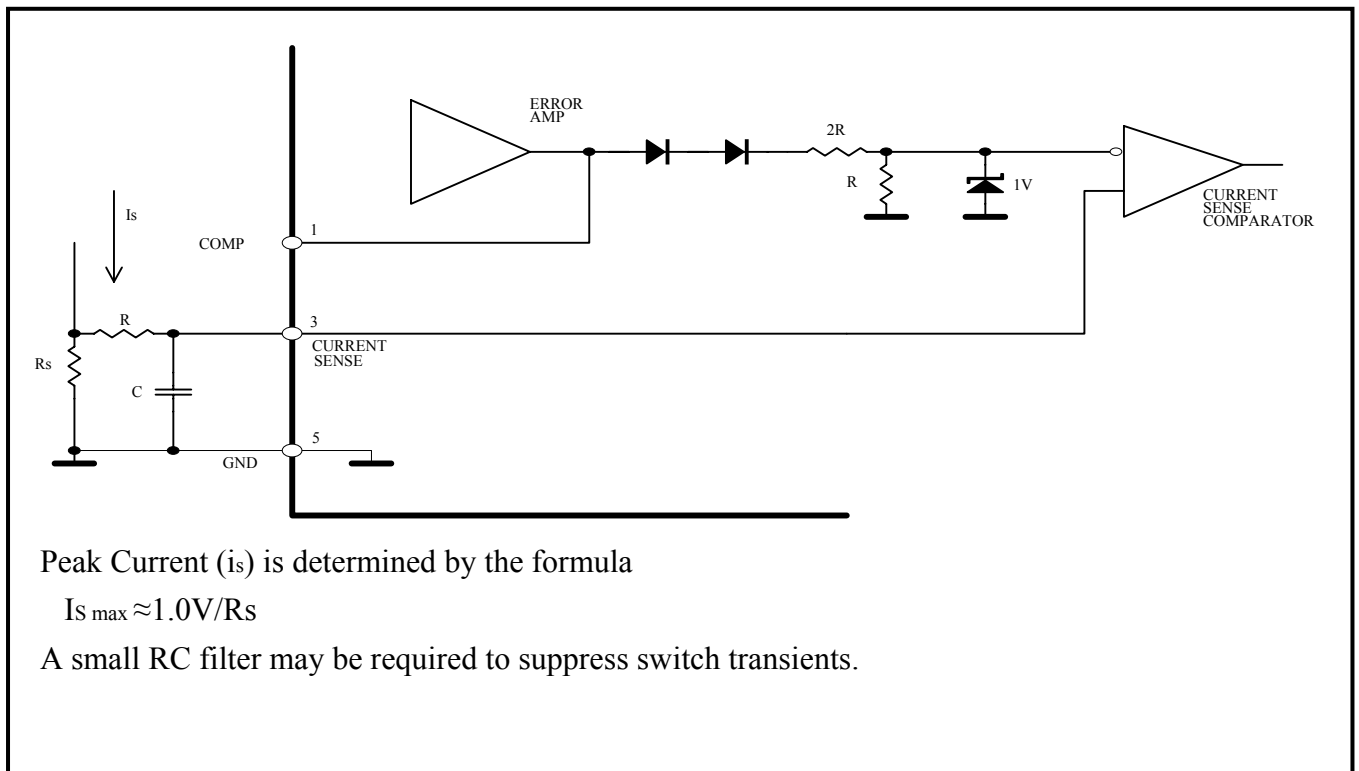 ERROR
AMP
2R
R
1V
CURRENT
SENSE
COMPARATOR
Is
COMP
1
R
3
CURRENT
SENSE
Rs
C
5
GND
Peak Current (is) is determined by the formula
Is max ≈1.0V/Rs
A small RC filter may be required to suppress switch transients.